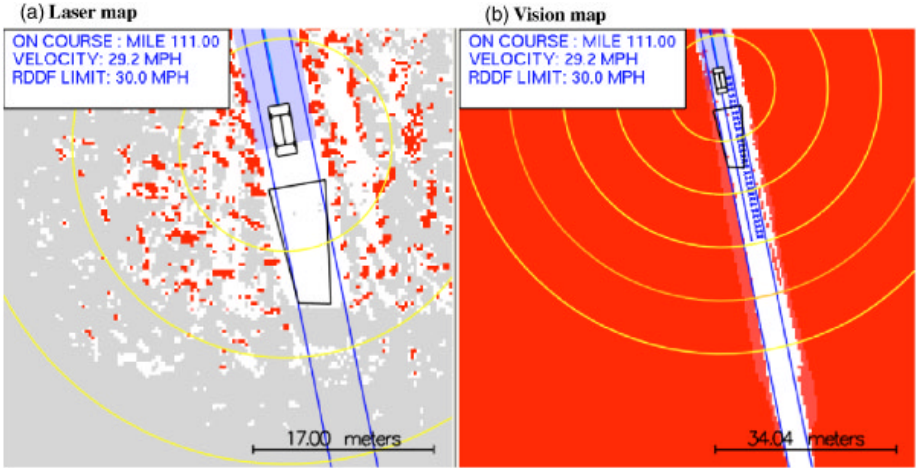 (a) Laser map
ON COURSE : MILE 111.00
VELOCITY: 29.2 MPH
RDDF LIMIT: 30.0 MPH
17.00 meters
(b) Vision map
ON COURSE : MILE 111.00
VELOCITY: 29.2 MPH
RDDF LIMIT: 30.0 MPH
34.04 meters